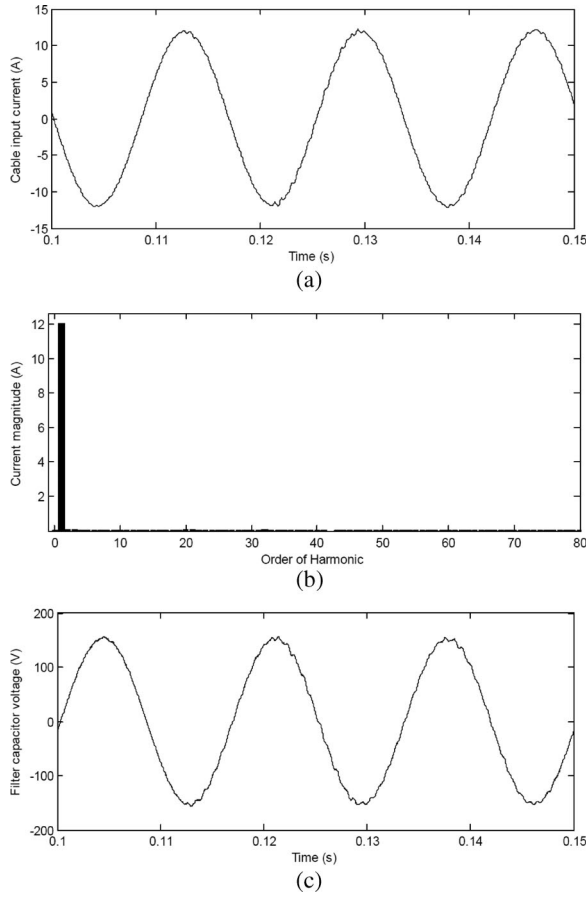 15
10
5
0
-5
-10
-15
Cable input current (A)
0.1 0.11 0.12 0.13 0.14 0.15
Time (s)
(a)
12
10
8
6
4
2
Current magnitude (A)
0 10 20 30 40 50 60 70 80
Order of Harmonic
(b)
200
100
0
-100
-200
Filter capacitor voltage (V)
0.1 0.11 0.12 0.13 0.14 0.15
Time (s)
(c)